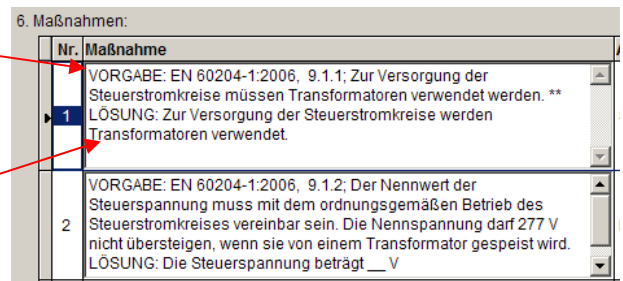 6. Maßnahmen:
Nr. Maßnahme
1 VORGABE: EN 60204-1:2006, 9.1.1; Zur Versorgung der
Steuerstromkreise müssen Transformatoren verwendet werden. **
LÖSUNG: Zur Versorgung der Steuerstromkreise werden
Transformatoren verwendet.
2 VORGABE: EN 60204-1:2006, 9.1.2; Der Nennwert der
Steuerspannung muss mit dem ordnungsgemäßen Betrieb des
Steuerstromkreises vereinbar sein. Die Nennspannung darf 277 V
nicht übersteigen, wenn sie von einem Transformator gespeist wird.
LÖSUNG: Die Steuerspannung beträgt __ V